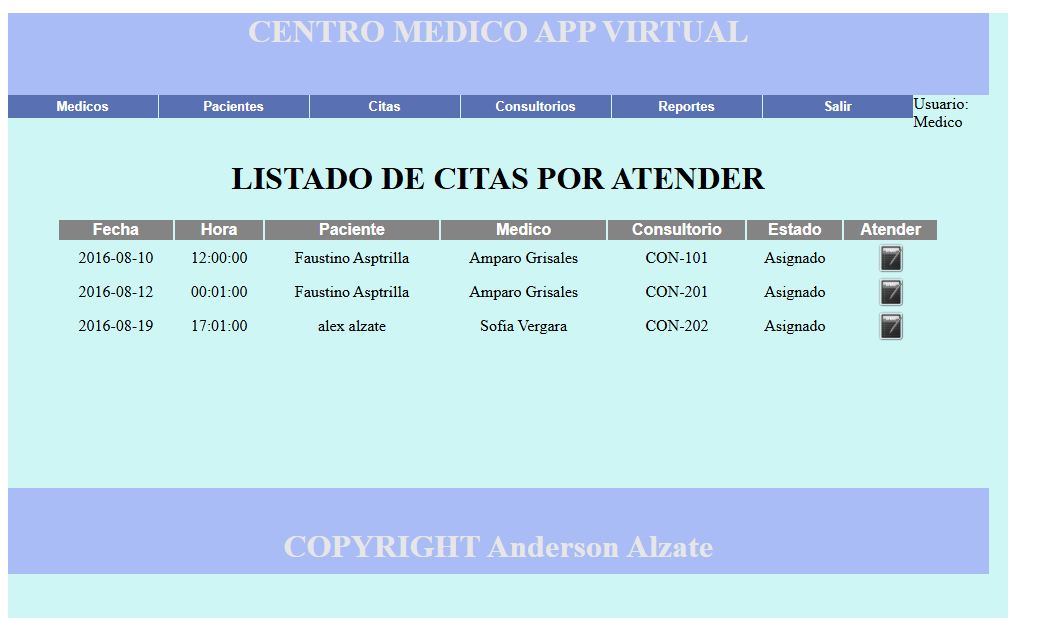 CENTRO MEDICO APP VIRTUAL
Medicos Pacientes Citas Consultorios Reportes Salir Usuario:
Medico
LISTADO DE CITAS POR ATENDER
Fecha Hora Paciente Medico Consultorio Estado Atender
2016-08-10 12:00:00 Faustino Asptrilla Amparo Grisales CON-101 Asignado
2016-08-12 00:01:00 Faustino Asptrilla Amparo Grisales CON-201 Asignado
2016-08-19 17:01:00 alex alzate Sofia Vergara CON-202 Asignado
COPYRIGHT Anderson Alzate